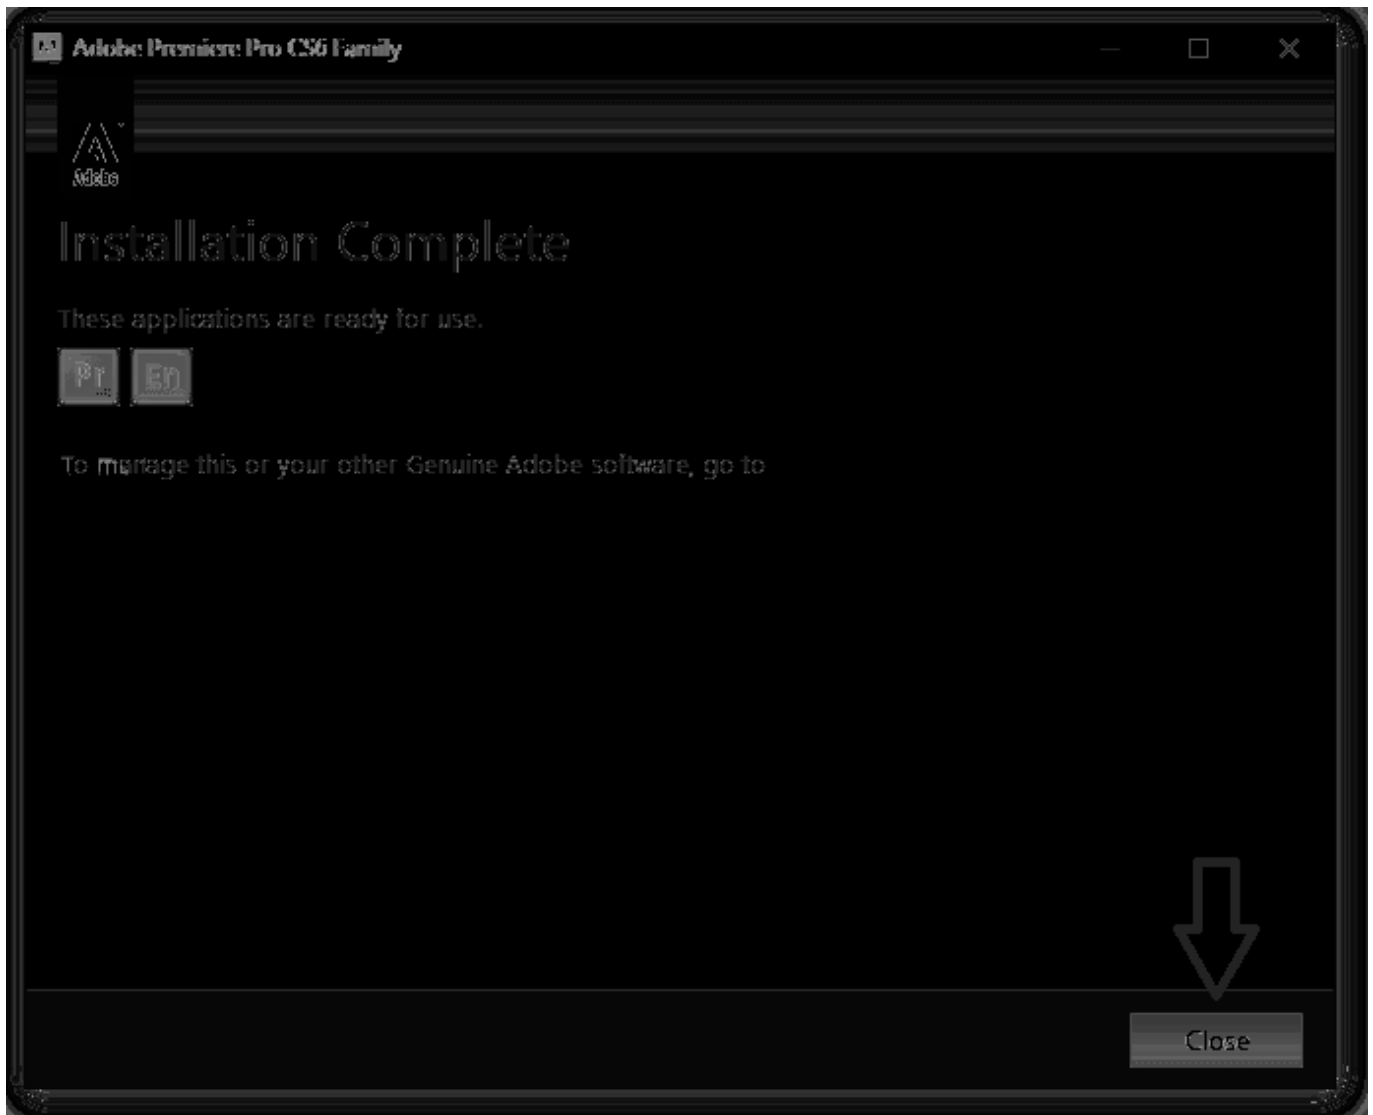 Adobe Premiere Pro CS6 Family
Adobe
Installation Complete
These applications are ready for use.
Pr En
To manage this or your other Genuine Adobe software, go to
Close